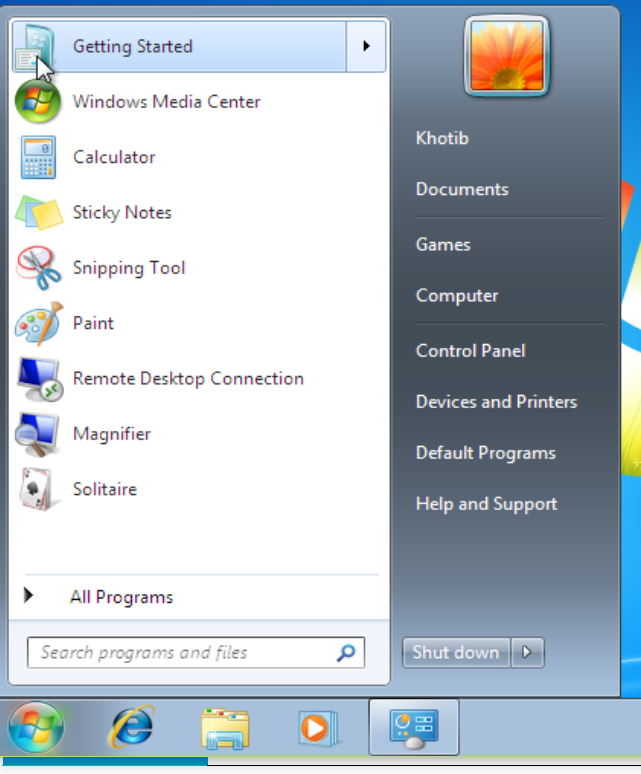 Getting Started
Windows Media Center
Calculator
Sticky Notes
Snipping Tool
Paint
Remote Desktop Connection
Magnifier
Solitaire
All Programs
Search programs and files
Khotib
Documents
Games
Computer
Control Panel
Devices and Printers
Default Programs
Help and Support
Shut down